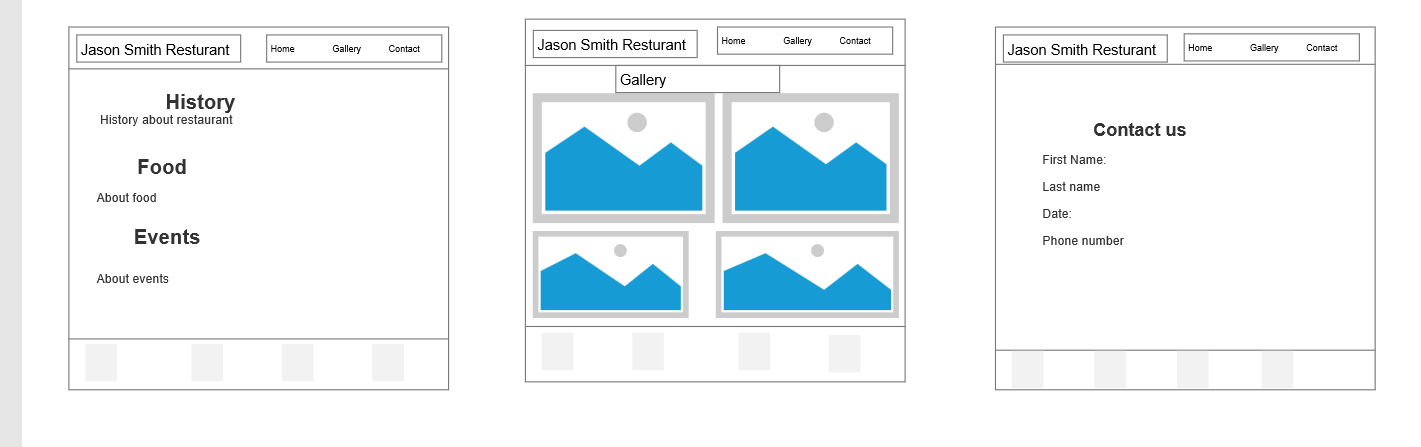 Jason Smith Resturant
Home Gallery Contact
History
History about restaurant
Food
About food
Events
About events
Jason Smith Resturant
Home Gallery Contact
Gallery
Jason Smith Resturant
Home Gallery Contact
Contact us
First Name:
Last name
Date:
Phone number